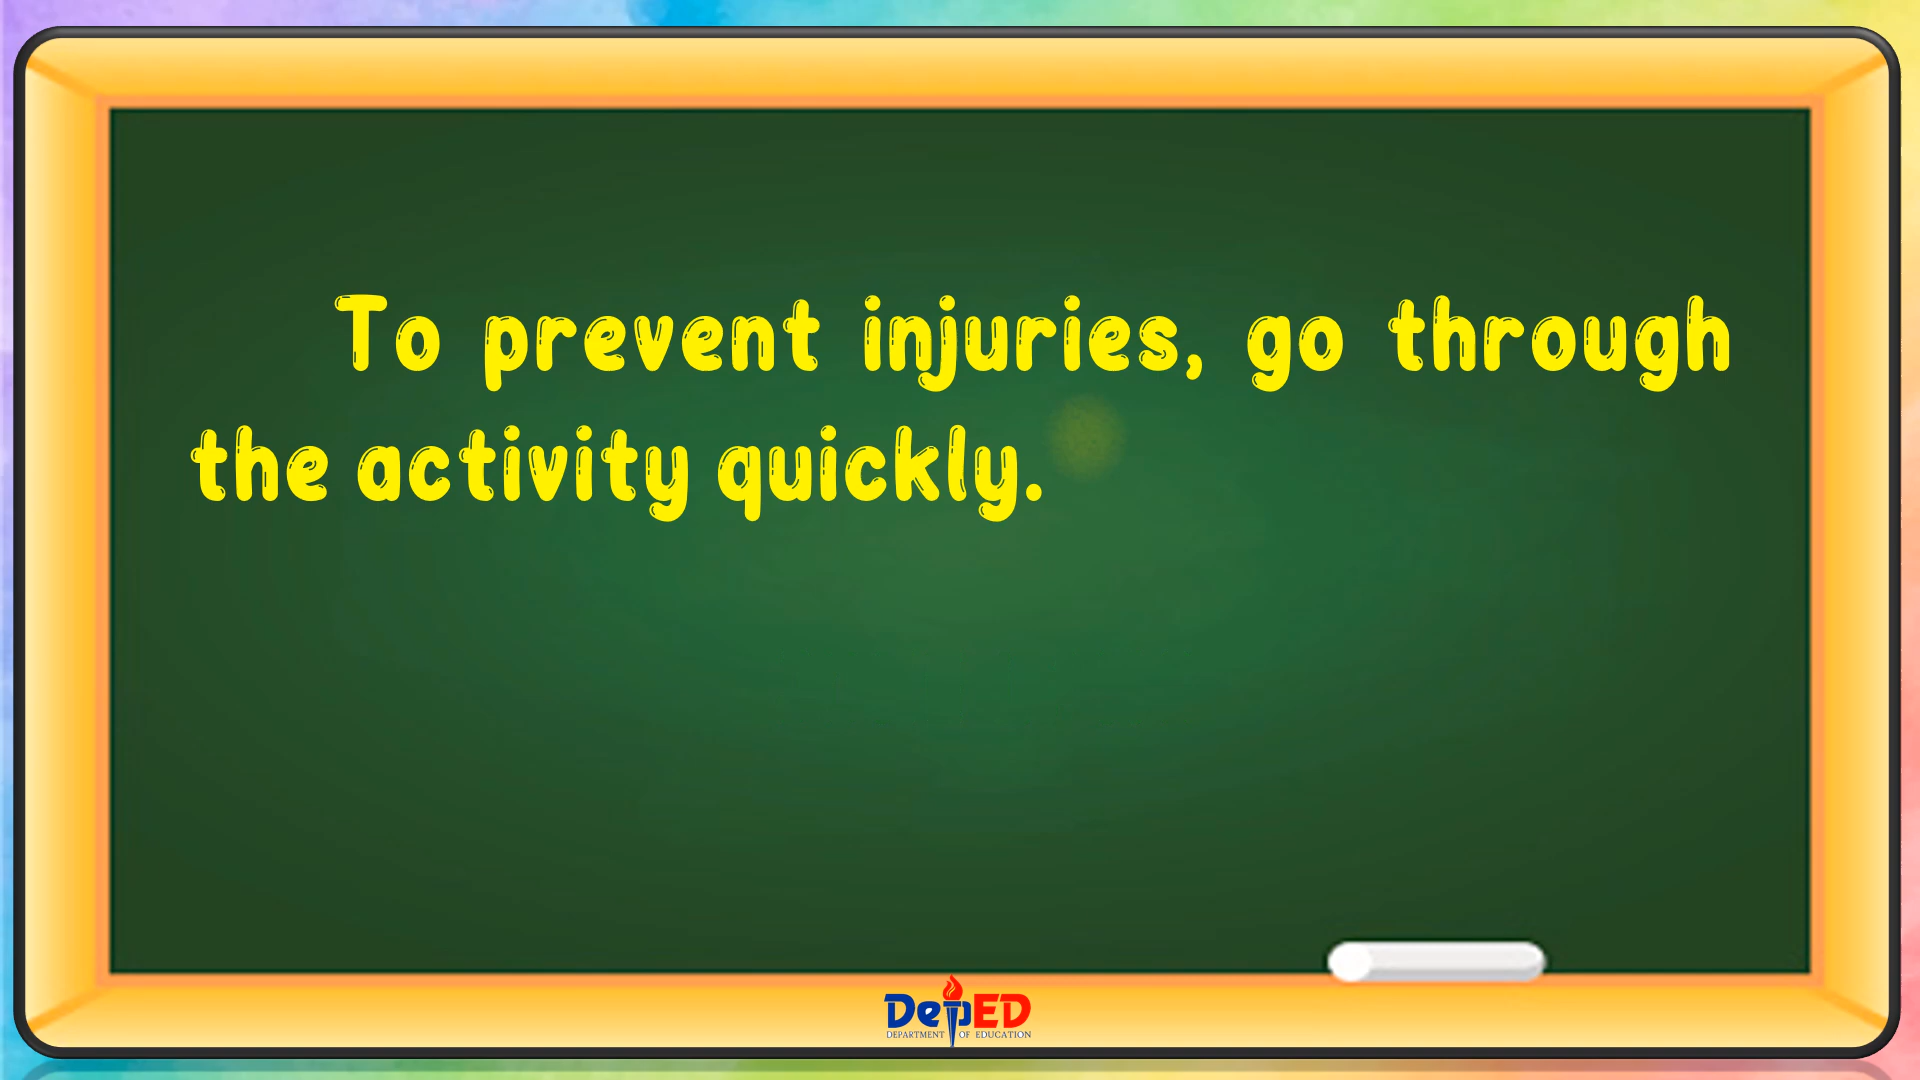 To prevent injuries, go through
the activity quickly.
DepED
DEPARTMENT OF EDUCATION